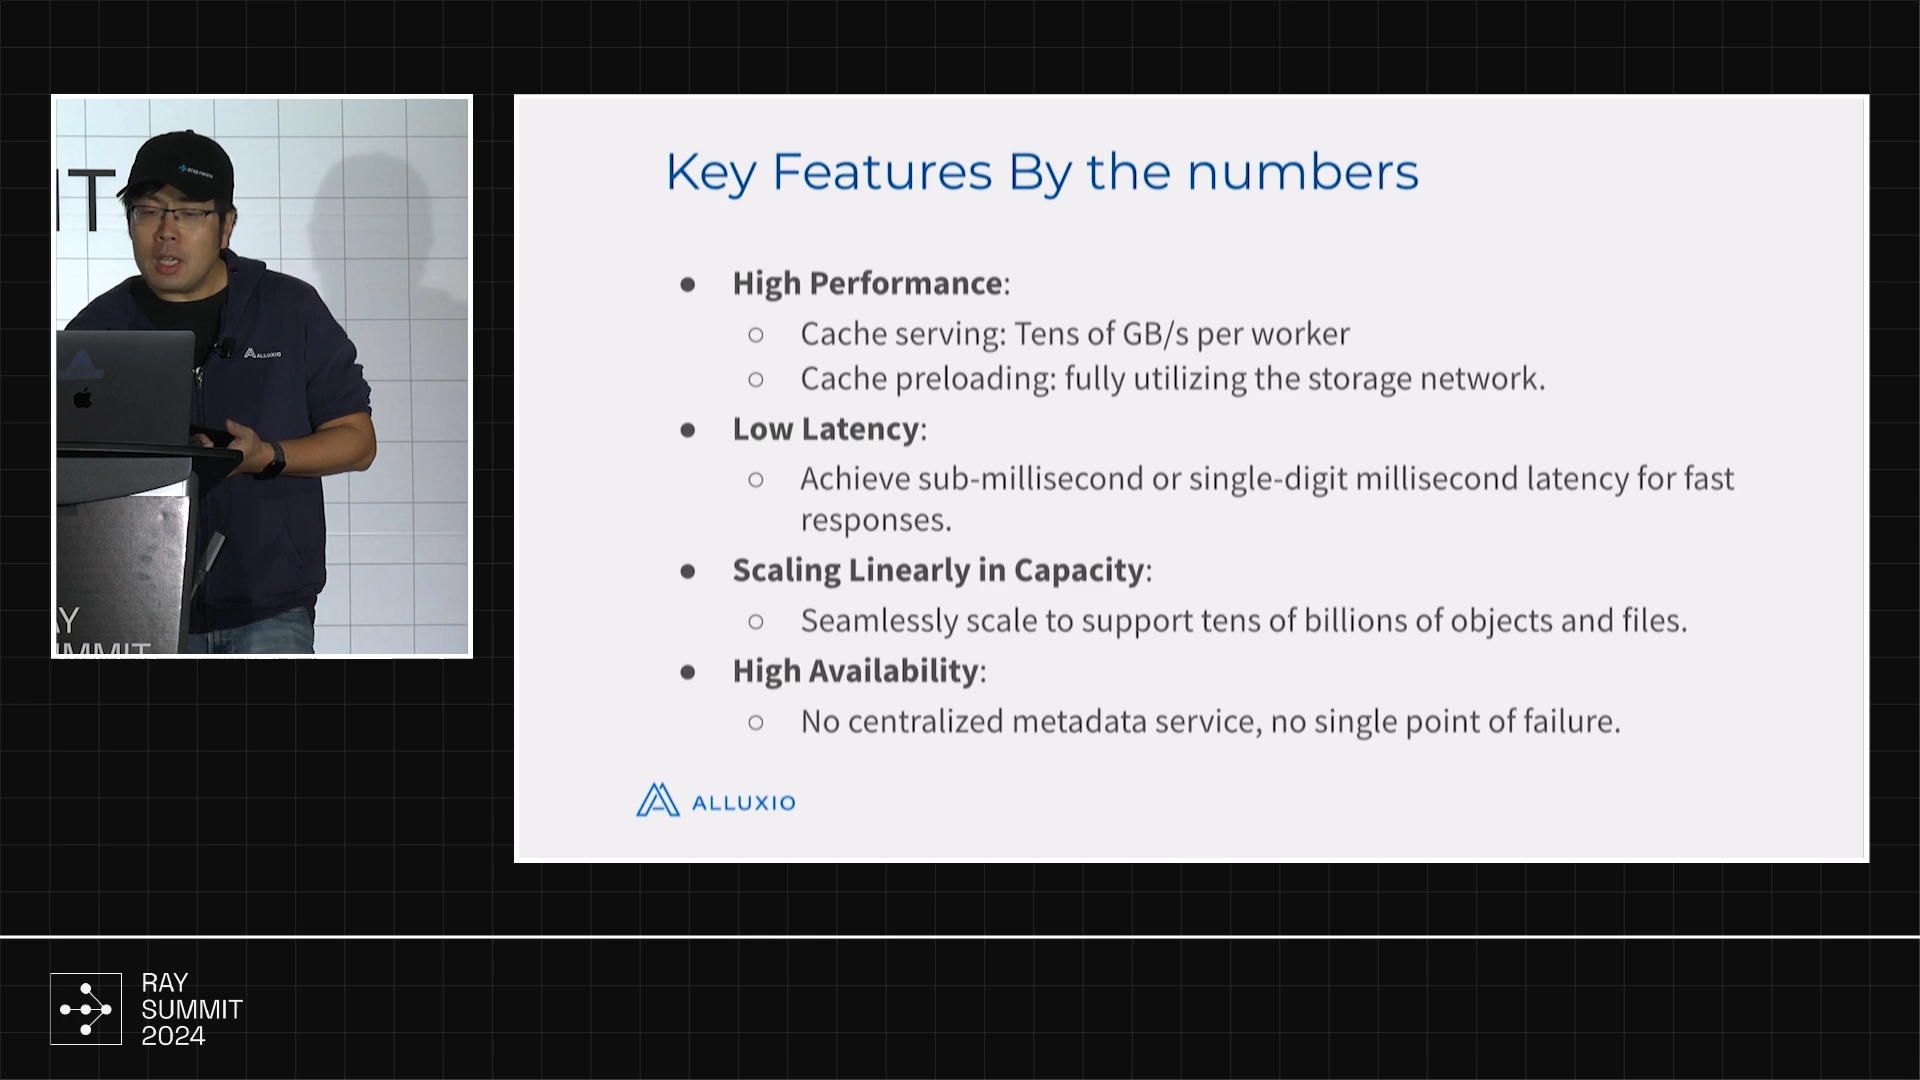 Key Features By the numbers
● High Performance:
○ Cache serving: Tens of GB/s per worker
○ Cache preloading: fully utilizing the storage network.
● Low Latency:
○ Achieve sub-millisecond or single-digit millisecond latency for fast
responses.
● Scaling Linearly in Capacity:
○ Seamlessly scale to support tens of billions of objects and files.
● High Availability:
○ No centralized metadata service, no single point of failure.
ALLUXIO
ALLUXIO
RAY
SUMMIT
2024